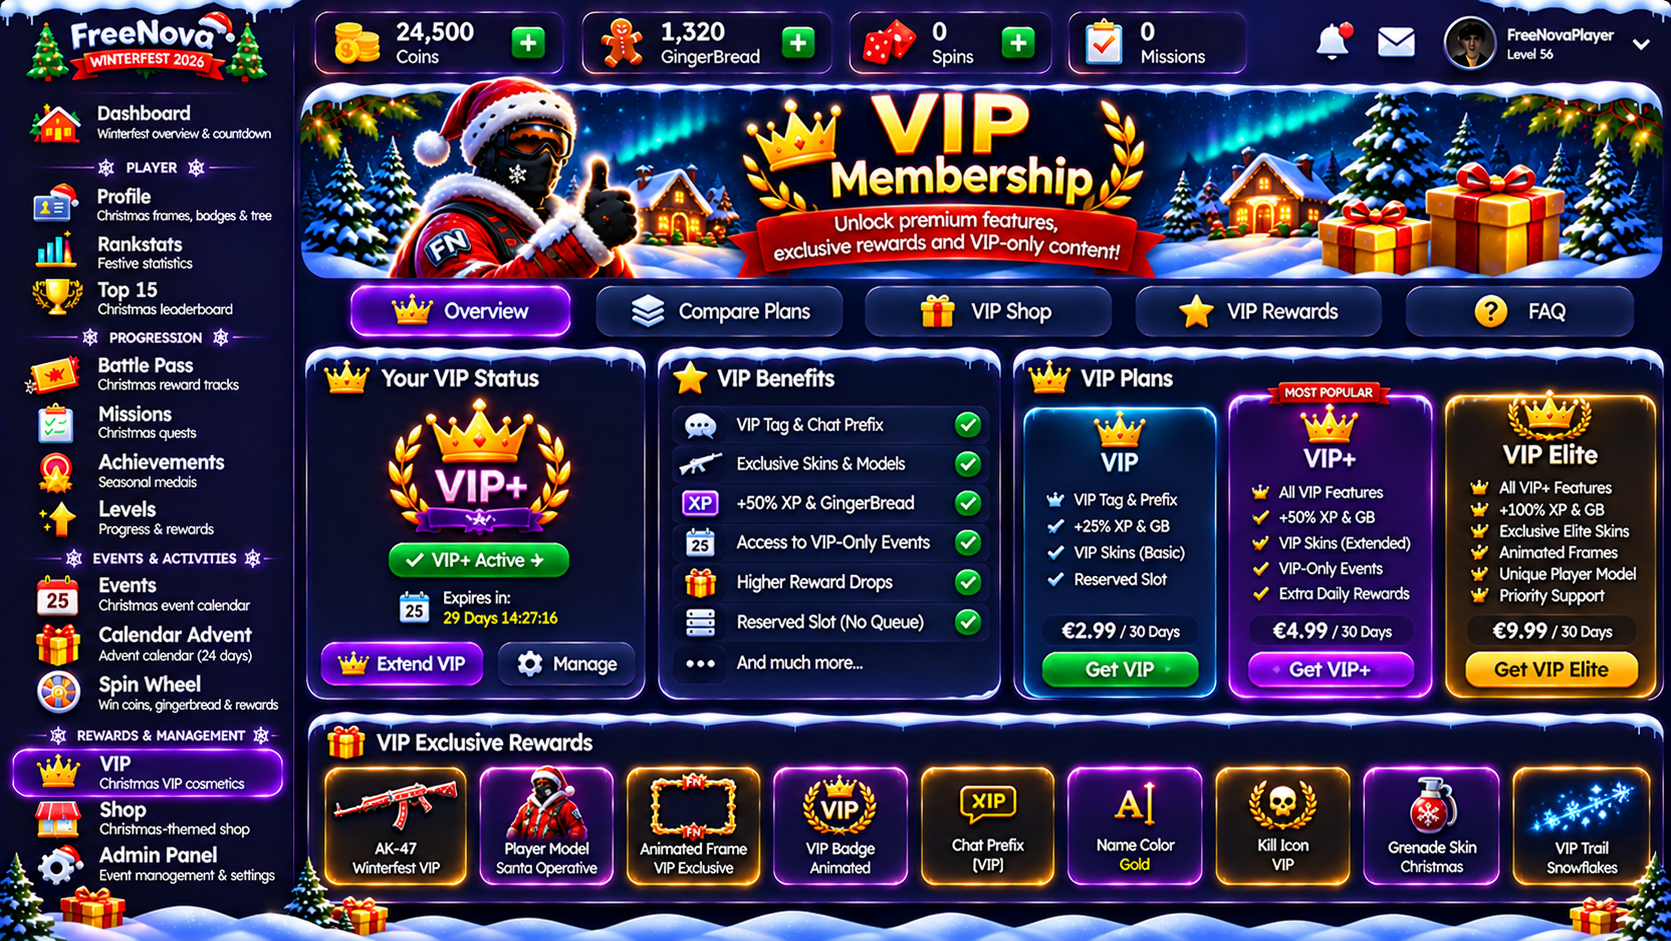 FreeNova
WINTERFEST 2026
24,500
Coins
1,320
GingerBread
0
Spins
0
Missions
FreeNovaPlayer
Level 56
Dashboard
Winterfest overview & countdown
PLAYER
Profile
Christmas frames, badges & tree
Rankstats
Festive statistics
Top 15
Christmas leaderboard
PROGRESSION
Battle Pass
Christmas reward tracks
Missions
Christmas quests
Achievements
Seasonal medais
Levels
Progress & rewards
EVENTS & ACTIVITIES
25
Events
Christmas event calendar
Calendar Advent
Advent calendar (24 days)
Spin Wheel
Win coins, gingerbread & rewards
REWARDS & MANAGEMENT
VIP
Christmas VIP cosmetics
Shop
Christmas-themed shop
Admin Panel
Event management & settings
FN
VIP
Membership
Unlock premium features,
exclusive rewards and VIP-only content!
Overview
Compare Plans
VIP Shop
VIP Rewards
? FAQ
Your VIP Status
VIP+
VIP+ Active
25
Expires in:
29 Days 14:27:16
Extend VIP
Manage
VIP Benefits
VIP Tag & Chat Prefix
Exclusive Skins & Models
XP +50% XP & GingerBread
25 Access to VIP-Only Events
Higher Reward Drops
Reserved Slot (No Queue)
And much more...
VIP Plans
VIP
VIP Tag & Prefix
+25% XP & GB
VIP Skins (Basic)
Reserved Slot
€2.99 / 30 Days
Get VIP
MOST POPULAR
VIP+
All VIP Features
+50% XP & GB
VIP Skins (Extended)
VIP-Only Events
Extra Daily Rewards
€4.99 / 30 Days
Get VIP+
VIP Elite
All VIP+ Features
+100% XP & GB
Exclusive Elite Skins
Animated Frames
Unique Player Model
Priority Support
€9.99 / 30 Days
Get VIP Elite
VIP Exclusive Rewards
AK-47
Winterfest VIP
Player Model
Santa Operative
FN
FN
Animated Frame
VIP Exclusive
VIP
VIP Badge
Animated
XIP
Chat Prefix
[VIP]
A
Name Color
Gold
Kill Icon
VIP
Grenade Skin
Christmas
VIP Trail
Snowflakes